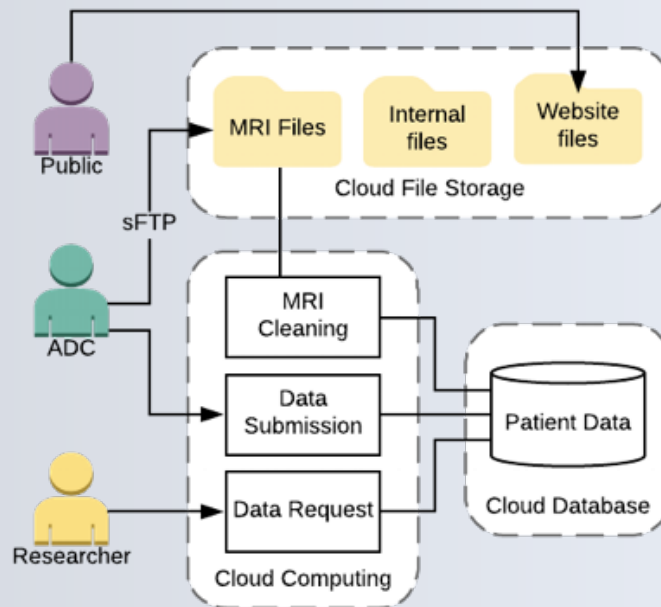 Public
MRI Files
Internal
files
Website
files
Cloud File Storage
sFTP
ADC
MRI
Cleaning
Data
Submission
Patient Data
Data Request
Cloud Database
Researcher
Cloud Computing